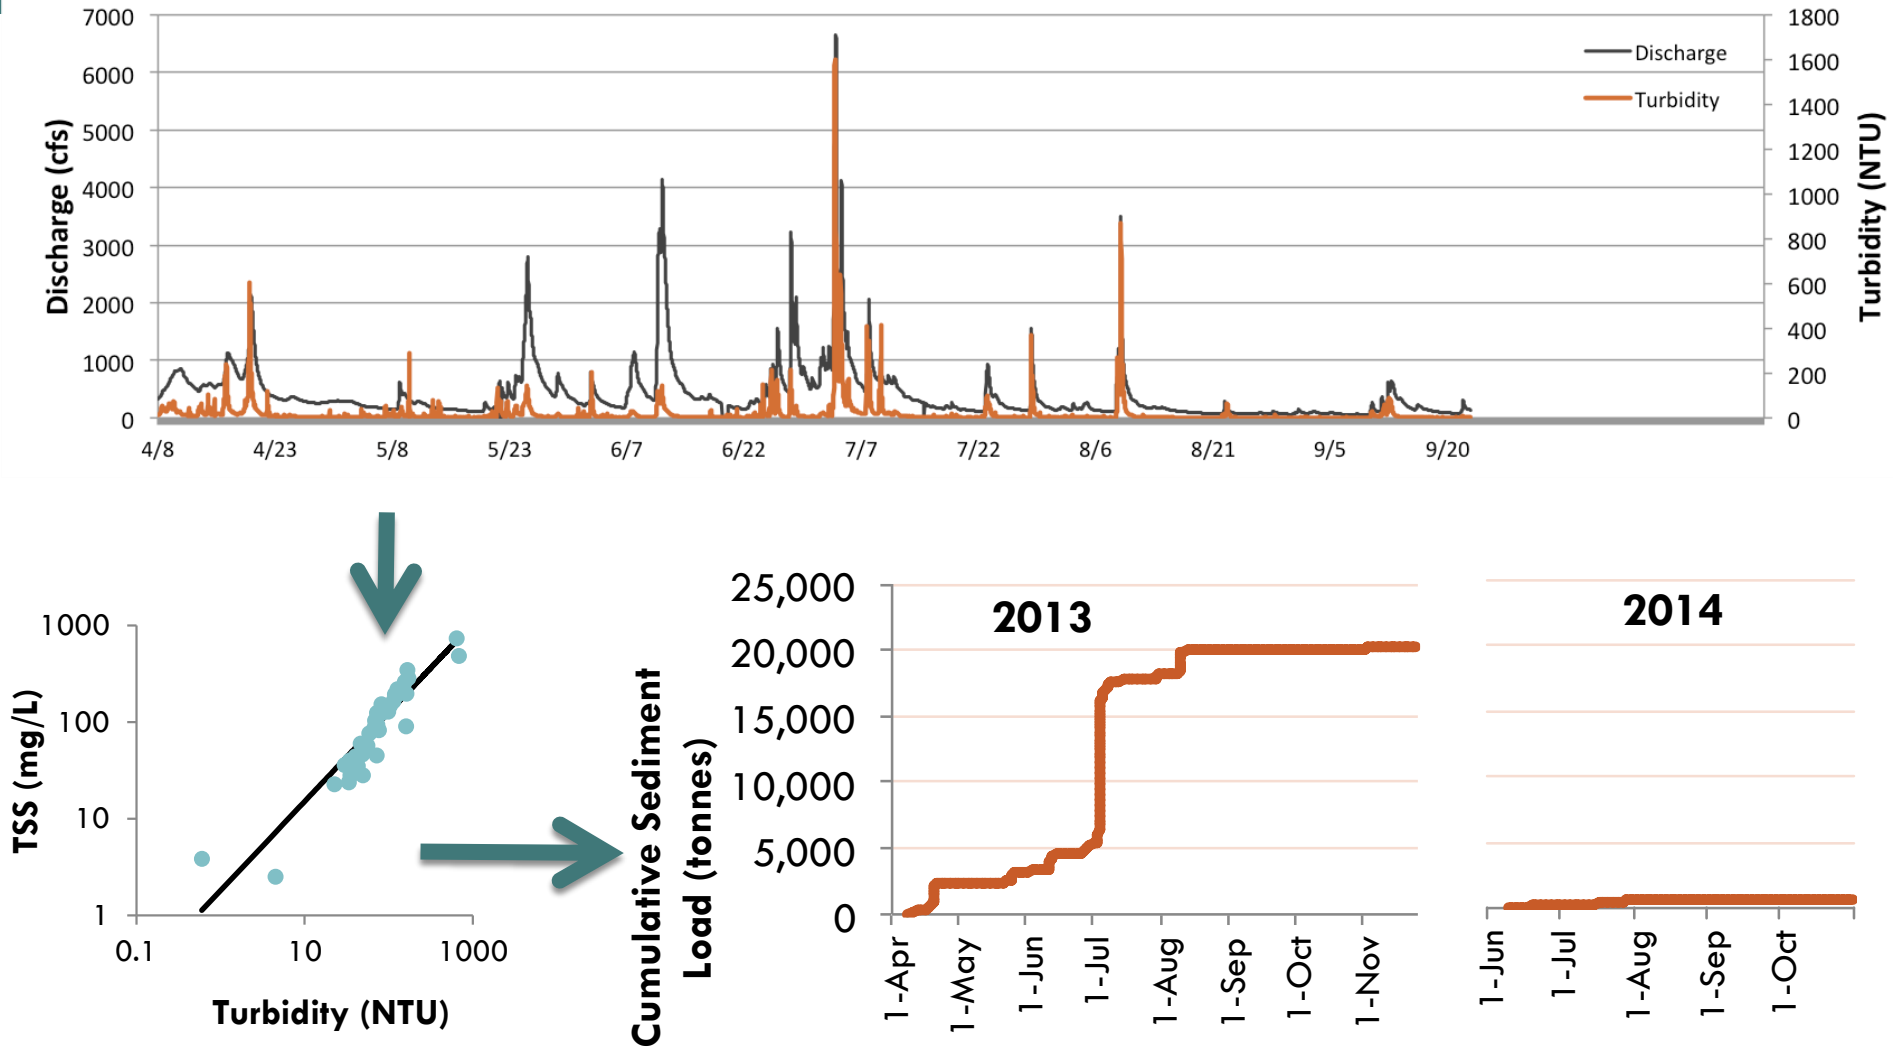 7000
6000
5000
4000
3000
2000
1000
0
Discharge (cfs)
1800
1600
1400
1200
1000
800
600
400
200
0
Turbidity (NTU)
Discharge
Turbidity
4/8 4/23 5/8 5/23 6/7 6/22 7/7 7/22 8/6 8/21 9/5 9/20
1000
100
10
1
TSS (mg/L)
0.1 10 1000
Turbidity (NTU)
Cumulative Sediment
Load (tonnes)
25,000
20,000
15,000
10,000
5,000
0
2013
1-Apr 1-May 1-Jun 1-Jul 1-Aug 1-Sep 1-Oct 1-Nov
2014
1-Jun 1-Jul 1-Aug 1-Sep 1-Oct